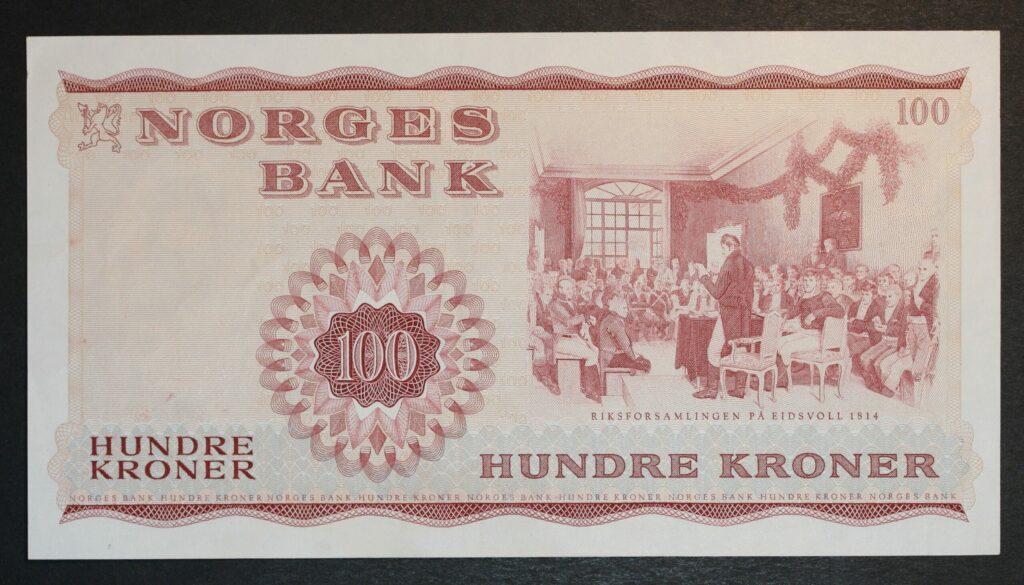 NORGES
BANK
100
100
RIKSFORSAMLINGEN PÅ EIDSVOLL 1814
HUNDRE
KRONER
HUNDRE KRONER
NORGES BANK HUNDRE KRONER NORGES BANK HUNDRE KRONER NORGES BANK HUNDRE KRONER NORGES BANK HUNDRE KRONER NORGES BANK